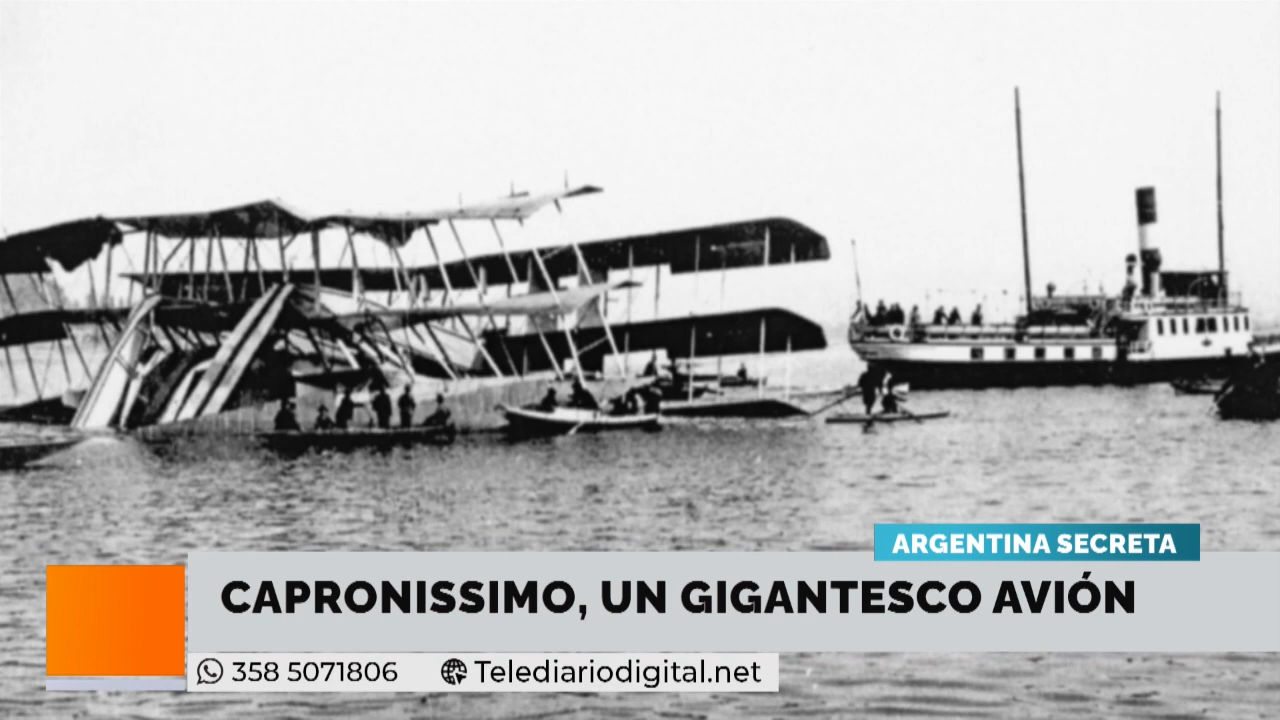 ARGENTINA SECRETA
CAPRONISSIMO, UN GIGANTESCO AVIÓN
358 5071806
Telediariodigital.net